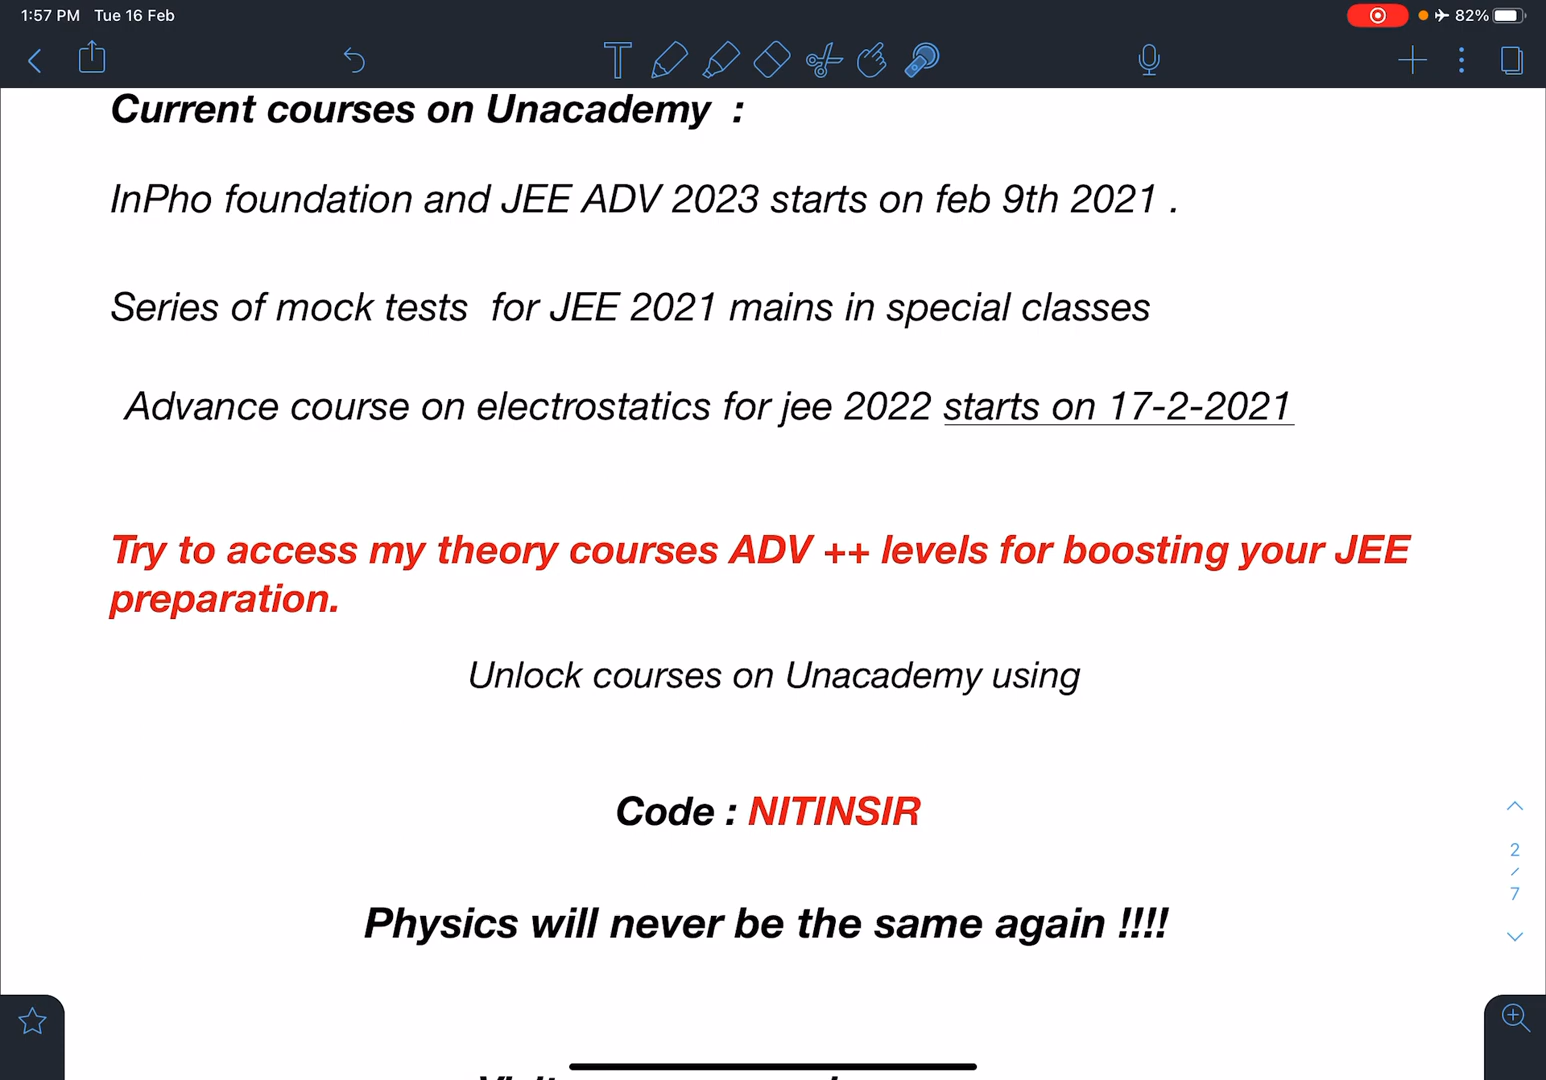 1:57 PM Tue 16 Feb
82%
Current courses on Unacademy :
InPho foundation and JEE ADV 2023 starts on feb 9th 2021 .
Series of mock tests for JEE 2021 mains in special classes
Advance course on electrostatics for jee 2022 starts on 17-2-2021
Try to access my theory courses ADV ++ levels for boosting your JEE
preparation.
Unlock courses on Unacademy using
Code : NITINSIR
Physics will never be the same again !!!!
2
/
7